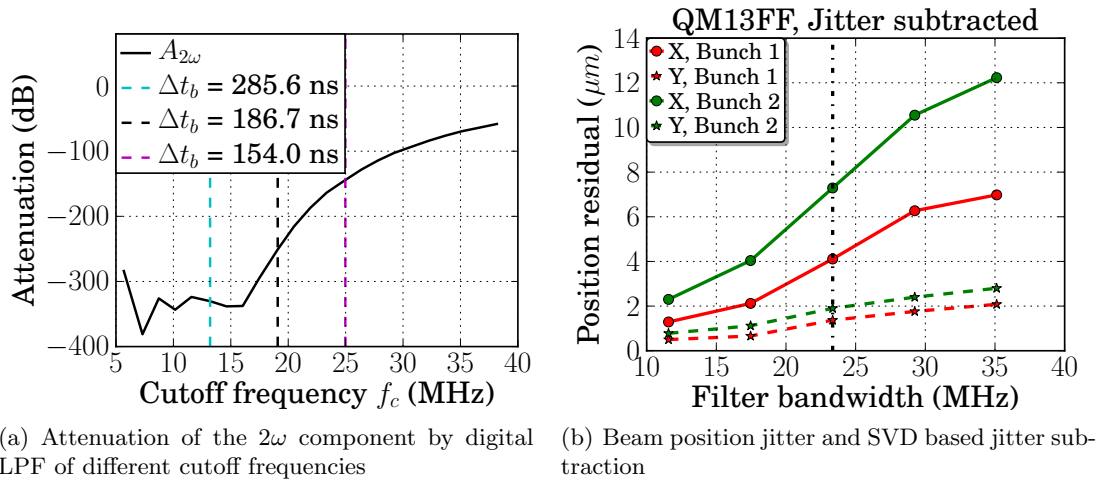 A_{2ω}
Δt_b = 285.6 ns
Δt_b = 186.7 ns
Δt_b = 154.0 ns
0
−100
−200
−300
−400
Attenuation (dB)
5 10 15 20 25 30 35 40
Cutoff frequency f_c (MHz)
(a) Attenuation of the 2ω component by digital
LPF of different cutoff frequencies
QM13FF, Jitter subtracted
X, Bunch 1
Y, Bunch 1
X, Bunch 2
Y, Bunch 2
14
12
10
8
6
4
2
0
Position residual (μm)
10 15 20 25 30 35 40
Filter bandwidth (MHz)
(b) Beam position jitter and SVD based jitter sub-
traction